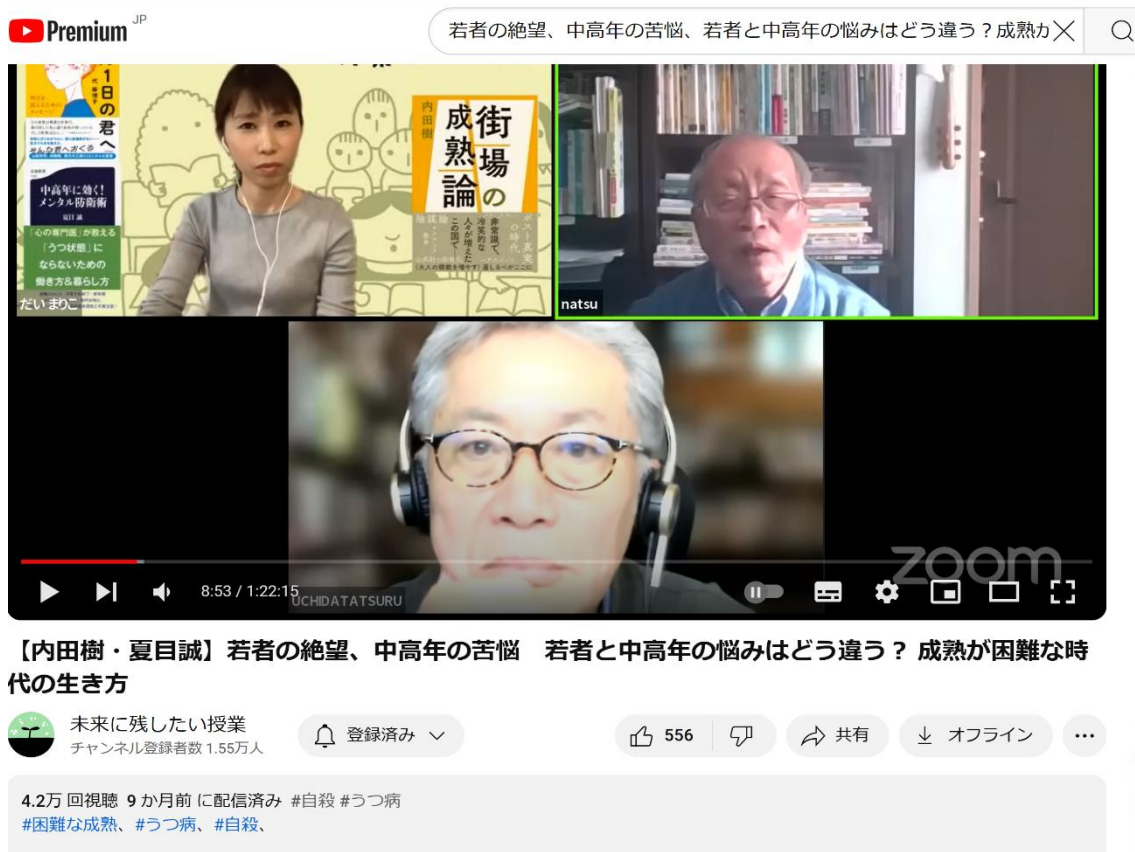 Premium JP
若者の絶望、中高年の苦悩、若者と中高年の悩みはどう違う？成熟か
1日の君へ
そんな君へおくる
中高年に効く！
メンタル防衛術
夏目 誠
「心の専門医」が教える
「うつ状態」に
ならないための
働き方＆暮らし方
だいまりこ
内田樹
街場の
成熟論
非常識で、
冷笑的な
人々が増えた
この国で
natsu
zoom
8:53 / 1:22:15
UCHIDATATSURU
【内田樹・夏目誠】若者の絶望、中高年の苦悩　若者と中高年の悩みはどう違う？ 成熟が困難な時
代の生き方
未来に残したい授業
チャンネル登録者数 1.55万人
登録済み
556
共有
オフライン
4.2万 回視聴 9 か月前 に配信済み #自殺 #うつ病
#困難な成熟、#うつ病、#自殺、